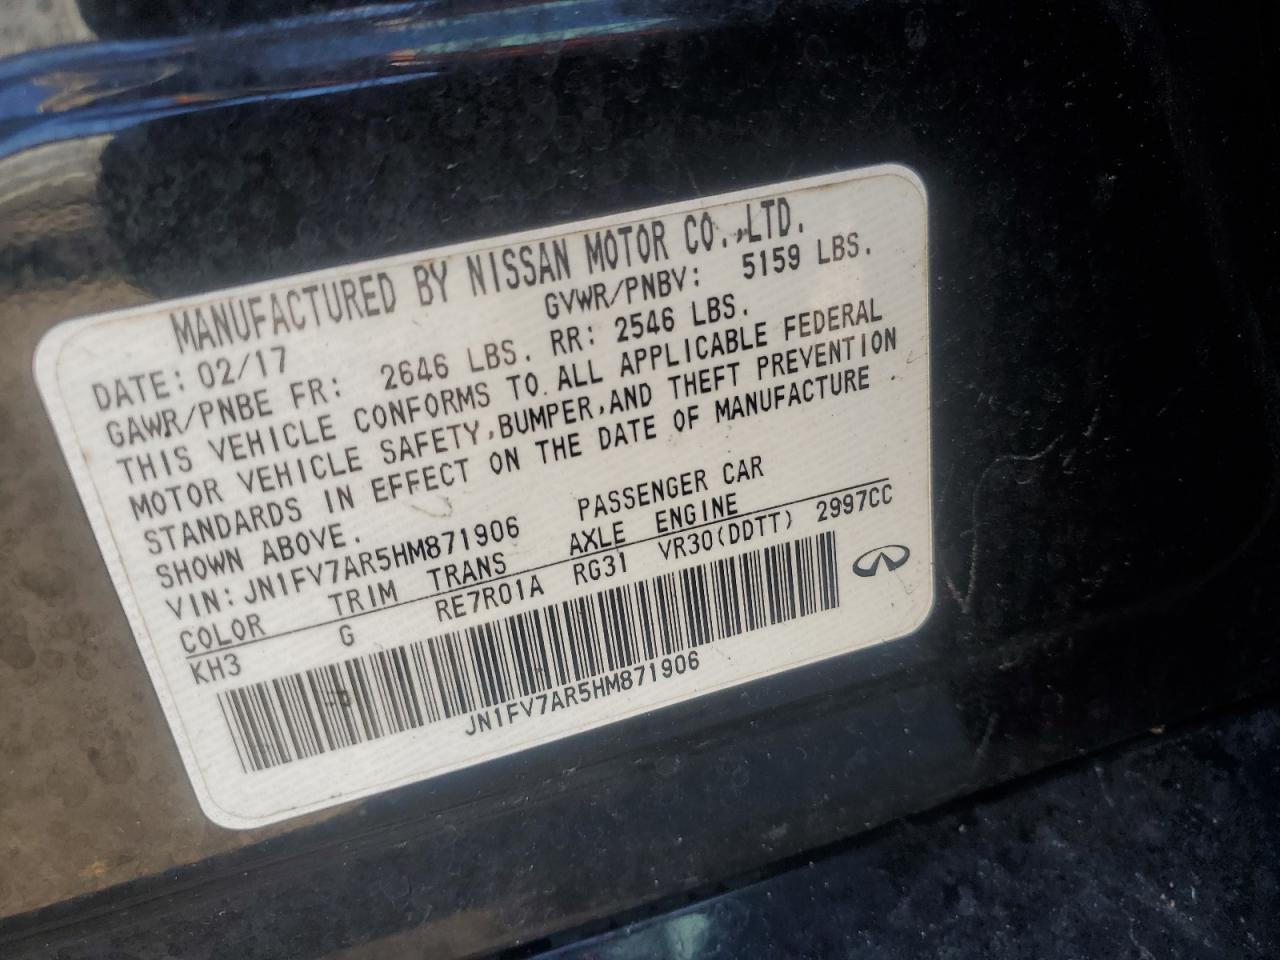 MANUFACTURED BY NISSAN MOTOR CO.,LTD.
DATE: 02/17 GVWR/PNBV: 5159 LBS.
GAWR/PNBE FR: 2646 LBS. RR: 2546 LBS.
THIS VEHICLE CONFORMS TO ALL APPLICABLE FEDERAL
MOTOR VEHICLE SAFETY,BUMPER,AND THEFT PREVENTION
STANDARDS IN EFFECT ON THE DATE OF MANUFACTURE
SHOWN ABOVE.
VIN: JN1FV7AR5HM871906 PASSENGER CAR
COLOR TRIM TRANS AXLE ENGINE
KH3 G RE7R01A RG31 VR30(DDTT) 2997CC
JN1FV7AR5HM871906